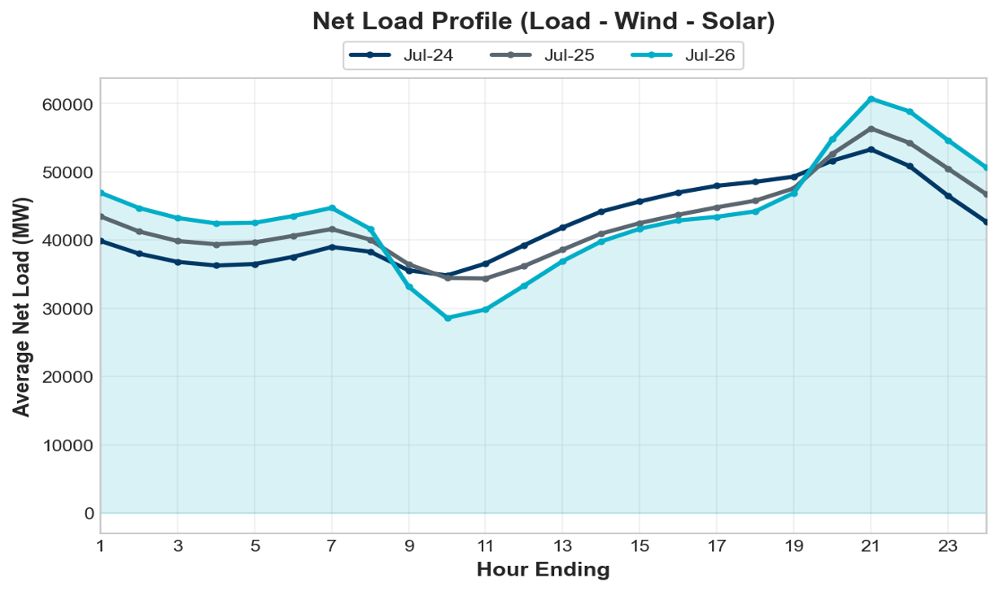 Net Load Profile (Load - Wind - Solar)
Jul-24 Jul-25 Jul-26
Average Net Load (MW)
60000
50000
40000
30000
20000
10000
0
1 3 5 7 9 11 13 15 17 19 21 23
Hour Ending